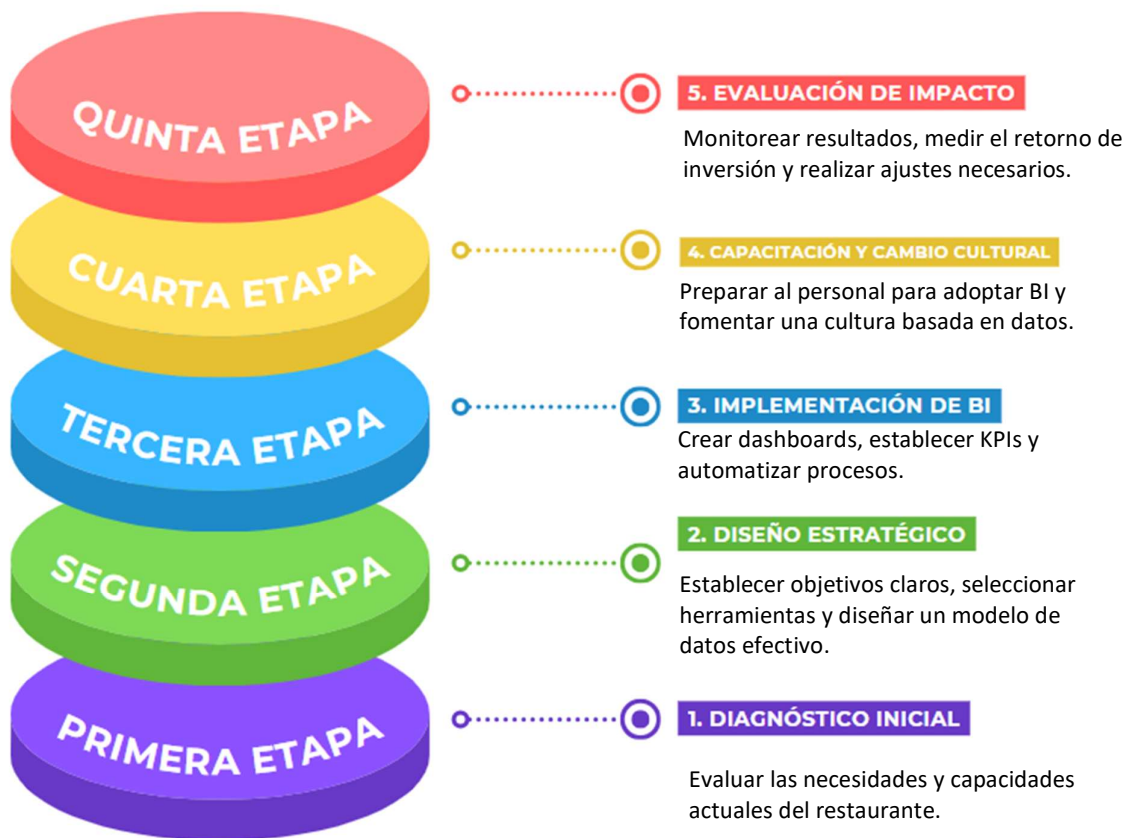 QUINTA ETAPA
5. EVALUACIÓN DE IMPACTO
Monitorear resultados, medir el retorno de
inversión y realizar ajustes necesarios.
CUARTA ETAPA
4. CAPACITACIÓN Y CAMBIO CULTURAL
Preparar al personal para adoptar BI y
fomentar una cultura basada en datos.
TERCERA ETAPA
3. IMPLEMENTACIÓN DE BI
Crear dashboards, establecer KPIs y
automatizar procesos.
SEGUNDA ETAPA
2. DISEÑO ESTRATÉGICO
Establecer objetivos claros, seleccionar
herramientas y diseñar un modelo de
datos efectivo.
PRIMERA ETAPA
1. DIAGNÓSTICO INICIAL
Evaluar las necesidades y capacidades
actuales del restaurante.